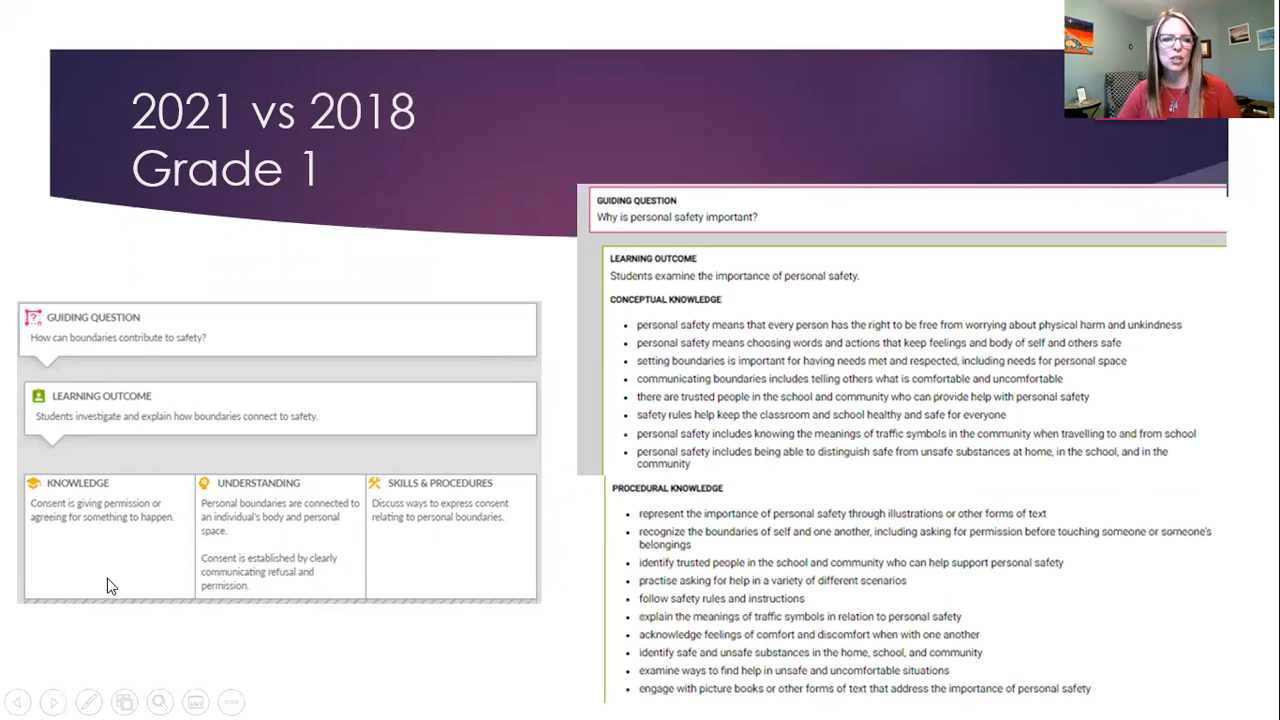 2021 vs 2018
Grade 1
GUIDING QUESTION
How can boundaries contribute to safety?
LEARNING OUTCOME
Students investigate and explain how boundaries connect to safety.
KNOWLEDGE
Consent is giving permission or
agreeing for something to happen.
UNDERSTANDING
Personal boundaries are connected to
an individual's body and personal
space.
Consent is established by clearly
communicating refusal and
permission.
SKILLS & PROCEDURES
Discuss ways to express consent
relating to personal boundaries.
GUIDING QUESTION
Why is personal safety important?
LEARNING OUTCOME
Students examine the importance of personal safety.
CONCEPTUAL KNOWLEDGE
• personal safety means that every person has the right to be free from worrying about physical harm and unkindness
• personal safety means choosing words and actions that keep feelings and body of self and others safe
• setting boundaries is important for having needs met and respected, including needs for personal space
• communicating boundaries includes telling others what is comfortable and uncomfortable
• there are trusted people in the school and community who can provide help with personal safety
• safety rules help keep the classroom and school healthy and safe for everyone
• personal safety includes knowing the meanings of traffic symbols in the community when travelling to and from school
• personal safety includes being able to distinguish safe from unsafe substances at home, in the school, and in the
community
PROCEDURAL KNOWLEDGE
• represent the importance of personal safety through illustrations or other forms of text
• recognize the boundaries of self and one another, including asking for permission before touching someone or someone's
belongings
• identify trusted people in the school and community who can help support personal safety
• practise asking for help in a variety of different scenarios
• follow safety rules and instructions
• explain the meanings of traffic symbols in relation to personal safety
• acknowledge feelings of comfort and discomfort when with one another
• identify safe and unsafe substances in the home, school, and community
• examine ways to find help in unsafe and uncomfortable situations
• engage with picture books or other forms of text that address the importance of personal safety